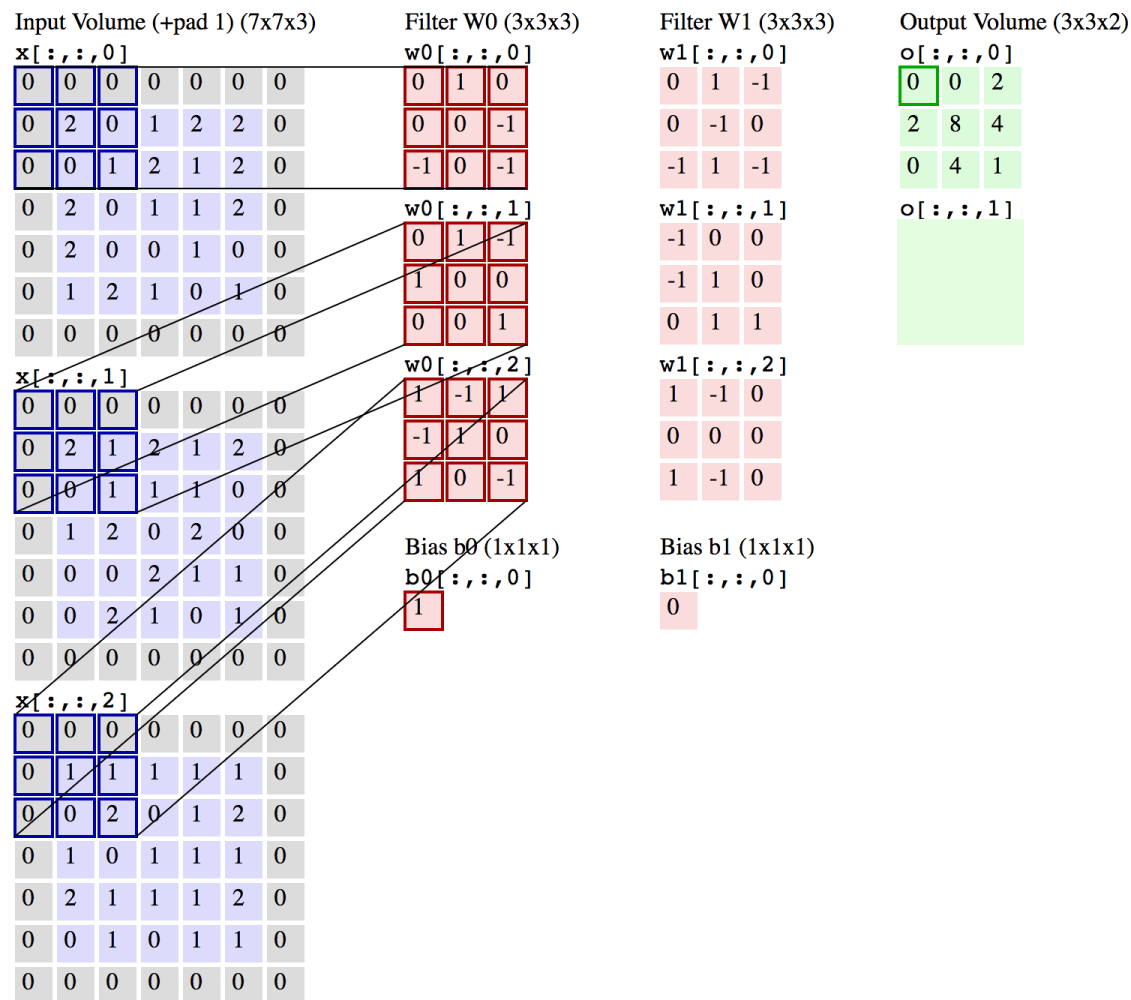 Input Volume (+pad 1) (7x7x3)
x[:,:,0]
0 0 0 0 0 0 0
0 2 0 1 2 2 0
0 0 1 2 1 2 0
0 2 0 1 1 2 0
0 2 0 0 1 0 0
0 1 2 1 0 1 0
0 0 0 0 0 0 0
x[:,:,1]
0 0 0 0 0 0 0
0 2 1 2 1 2 0
0 0 1 1 1 0 0
0 1 2 0 2 0 0
0 0 0 2 1 1 0
0 0 2 1 0 1 0
0 0 0 0 0 0 0
x[:,:,2]
0 0 0 0 0 0 0
0 1 1 1 1 1 0
0 0 2 0 1 2 0
0 1 0 1 1 1 0
0 2 1 1 1 2 0
0 0 1 0 1 1 0
0 0 0 0 0 0 0
Filter W0 (3x3x3)
w0[:,:,0]
0 1 0
0 0 -1
-1 0 -1
w0[:,:,1]
0 1 -1
1 0 0
0 0 1
w0[:,:,2]
1 -1 1
-1 1 0
1 0 -1
Bias b0 (1x1x1)
b0[:,:,0]
1
Filter W1 (3x3x3)
w1[:,:,0]
0 1 -1
0 -1 0
-1 1 -1
w1[:,:,1]
-1 0 0
-1 1 0
0 1 1
w1[:,:,2]
1 -1 0
0 0 0
1 -1 0
Bias b1 (1x1x1)
b1[:,:,0]
0
Output Volume (3x3x2)
o[:,:,0]
0 0 2
2 8 4
0 4 1
o[:,:,1]